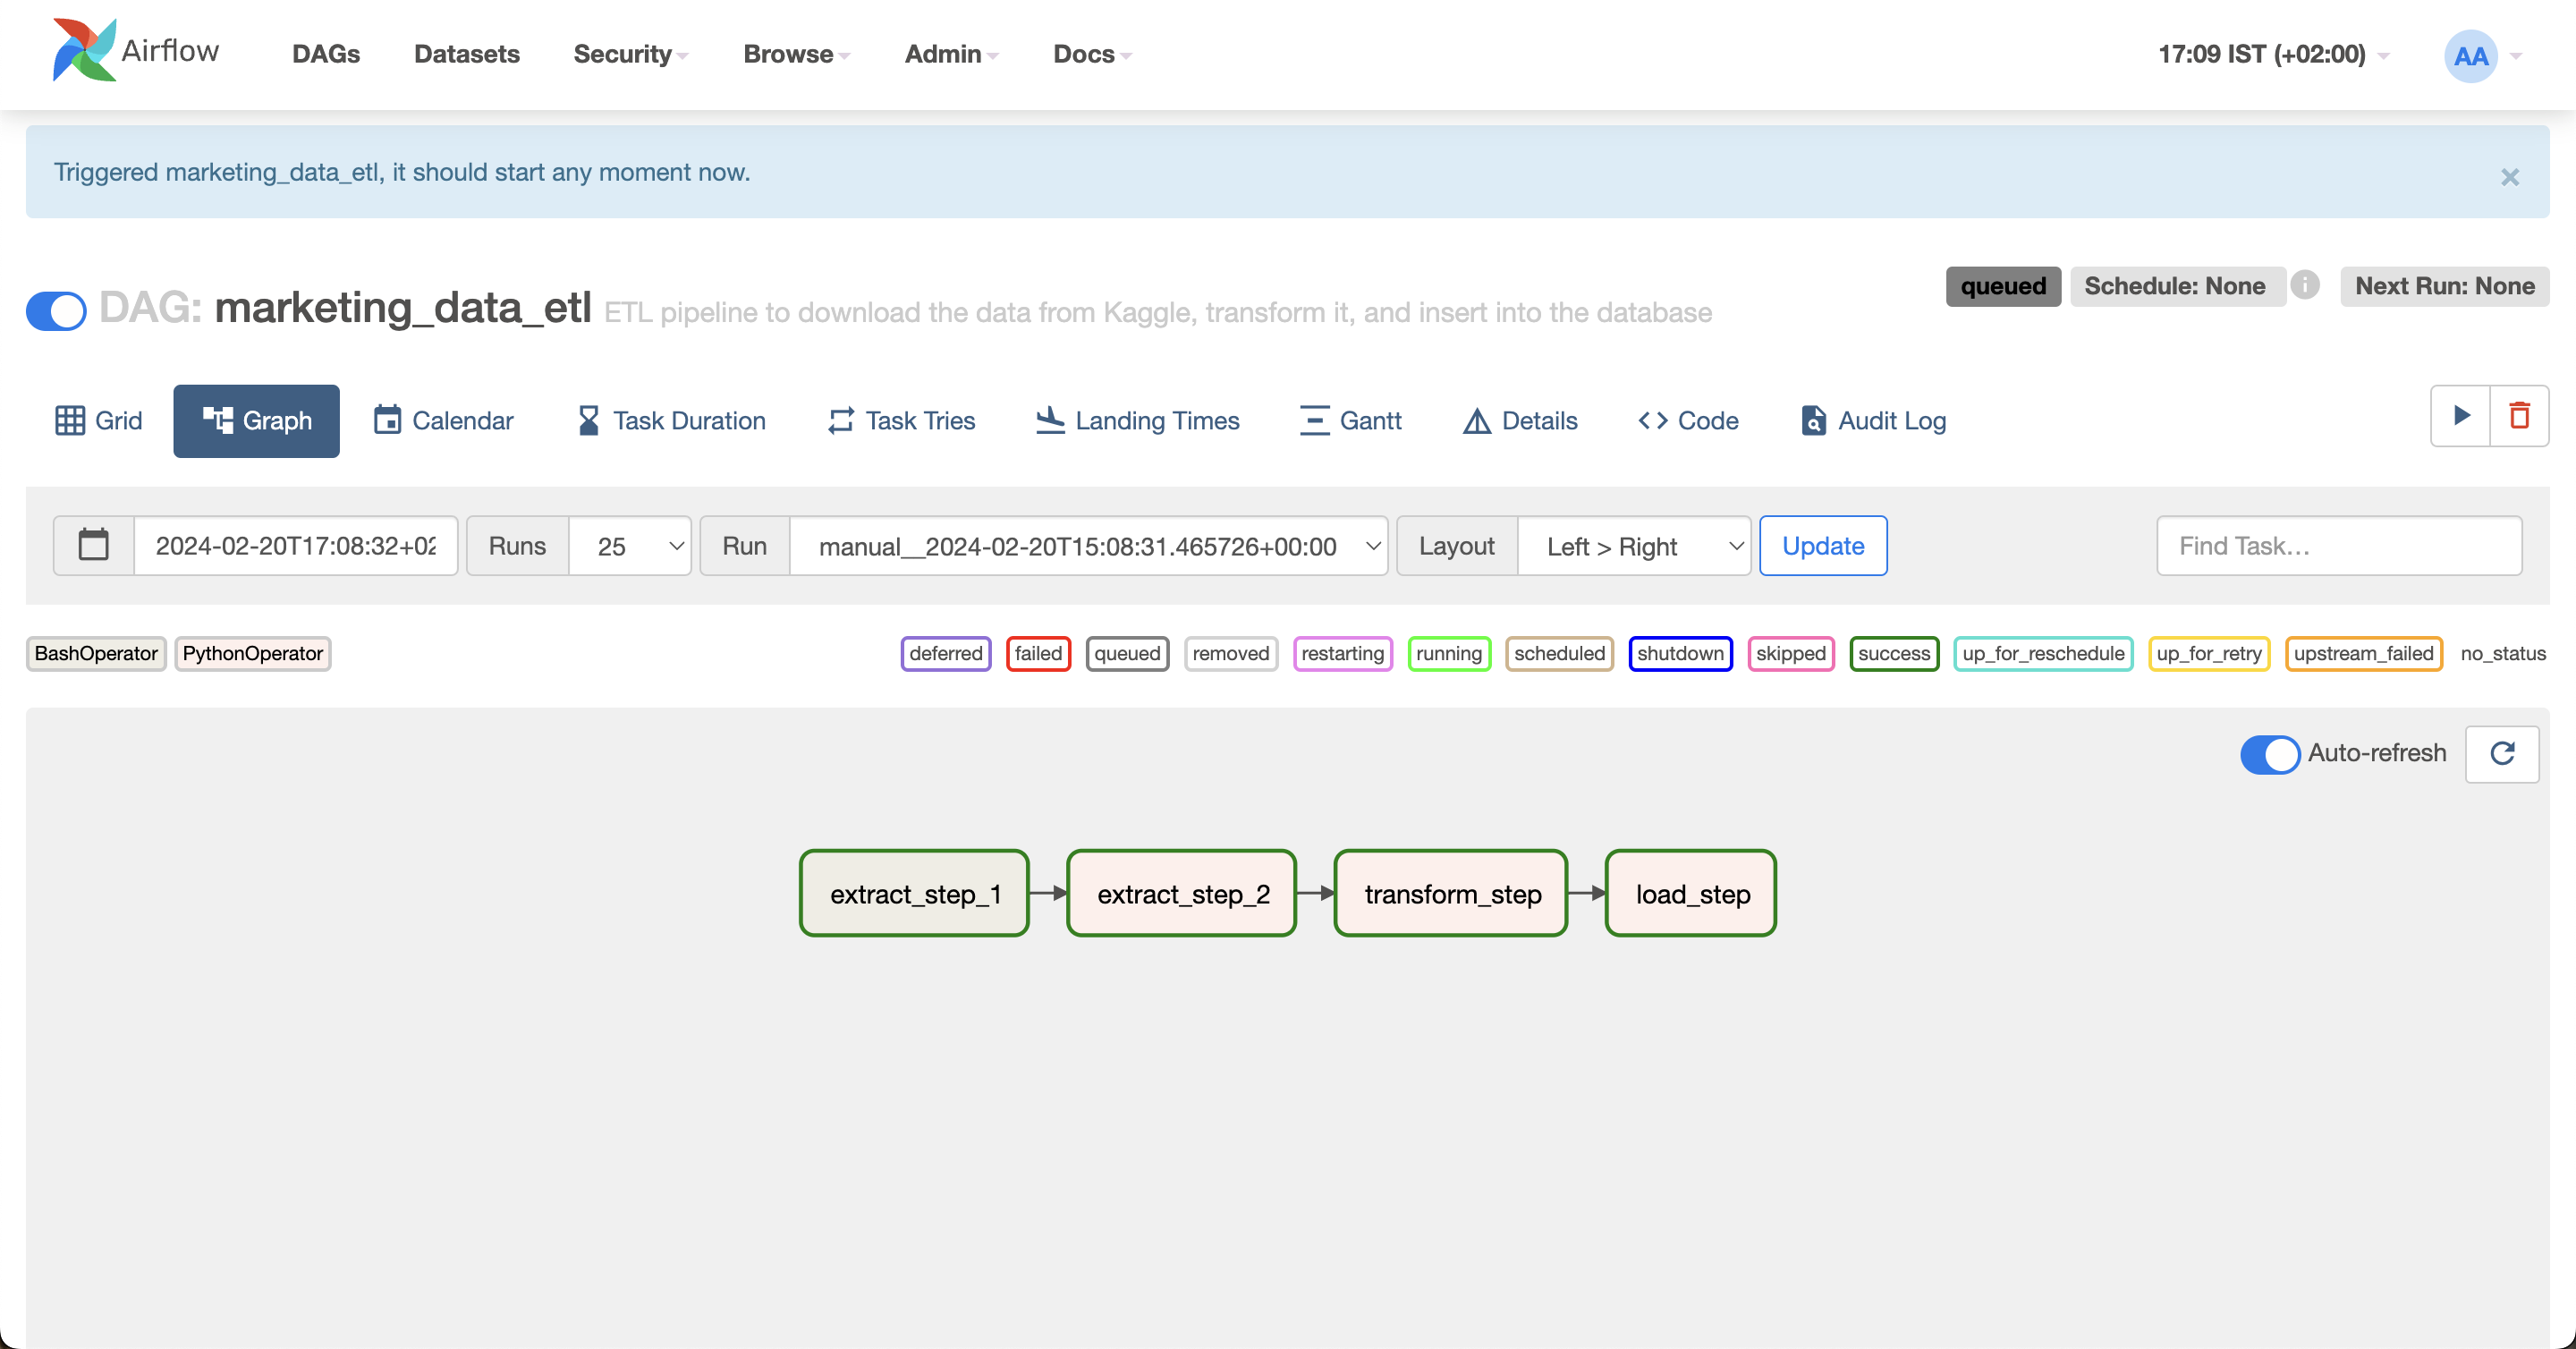 Airflow DAGs Datasets Security Browse Admin Docs 17:09 IST (+02:00) AA
Triggered marketing_data_etl, it should start any moment now. ×
queued Schedule: None i Next Run: None
DAG: marketing_data_etl ETL pipeline to download the data from Kaggle, transform it, and insert into the database
Grid Graph Calendar Task Duration Task Tries Landing Times Gantt Details Code Audit Log
2024-02-20T17:08:32+02 Runs 25 Run manual__2024-02-20T15:08:31.465726+00:00 Layout Left > Right Update Find Task…
BashOperator PythonOperator deferred failed queued removed restarting running scheduled shutdown skipped success up_for_reschedule up_for_retry upstream_failed no_status
Auto-refresh
extract_step_1 extract_step_2 transform_step load_step